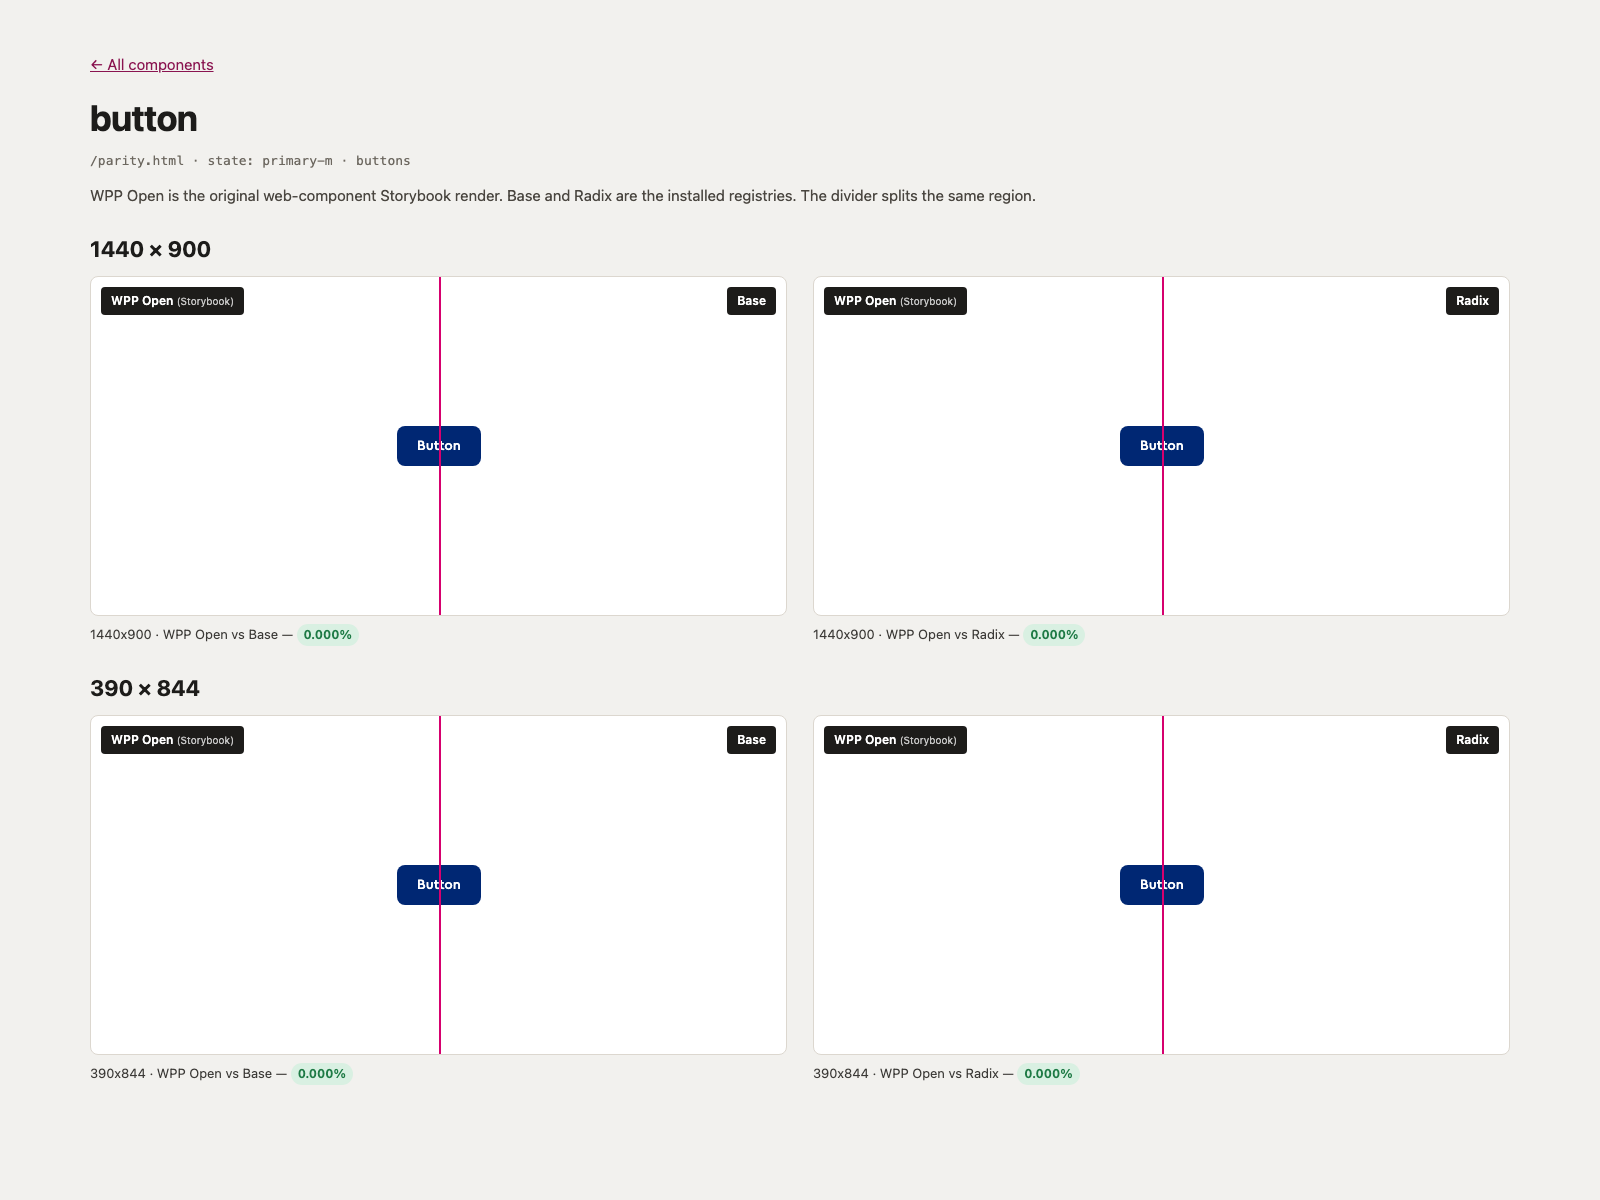 ← All components
button
/parity.html · state: primary-m · buttons
WPP Open is the original web-component Storybook render. Base and Radix are the installed registries. The divider splits the same region.
1440 × 900
WPP Open (Storybook)
Base
Button
WPP Open (Storybook)
Radix
Button
1440x900 · WPP Open vs Base — 0.000%
1440x900 · WPP Open vs Radix — 0.000%
390 × 844
WPP Open (Storybook)
Base
Button
WPP Open (Storybook)
Radix
Button
390x844 · WPP Open vs Base — 0.000%
390x844 · WPP Open vs Radix — 0.000%